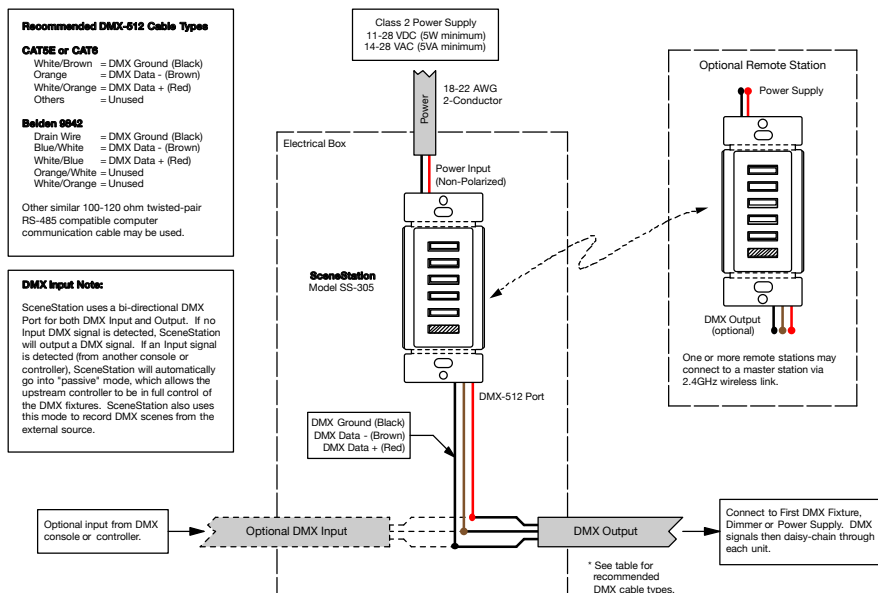 Recommended DMX-512 Cable Types
CAT5E or CAT6
White/Brown = DMX Ground (Black)
Orange = DMX Data - (Brown)
White/Orange = DMX Data + (Red)
Others = Unused
Belden 9842
Drain Wire = DMX Ground (Black)
Blue/White = DMX Data - (Brown)
White/Blue = DMX Data + (Red)
Orange/White = Unused
White/Orange = Unused
Other similar 100-120 ohm twisted-pair
RS-485 compatible computer
communication cable may be used.
DMX Input Note:
SceneStation uses a bi-directional DMX
Port for both DMX Input and Output. If no
Input DMX signal is detected, SceneStation
will output a DMX signal. If an Input signal
is detected (from another console or
controller), SceneStation will automatically
go into "passive" mode, which allows the
upstream controller to be in full control of
the DMX fixtures. SceneStation also uses
this mode to record DMX scenes from the
external source.
Class 2 Power Supply
11-28 VDC (5W minimum)
14-28 VAC (5VA minimum)
Power
18-22 AWG
2-Conductor
Electrical Box
Power Input
(Non-Polarized)
SceneStation
Model SS-305
DMX-512 Port
DMX Ground (Black)
DMX Data - (Brown)
DMX Data + (Red)
Optional Remote Station
Power Supply
DMX Output
(optional)
One or more remote stations may
connect to a master station via
2.4GHz wireless link.
Optional input from DMX
console or controller.
Optional DMX Input
DMX Output
Connect to First DMX Fixture,
Dimmer or Power Supply. DMX
signals then daisy-chain through
each unit.
* See table for
recommended
DMX cable types.